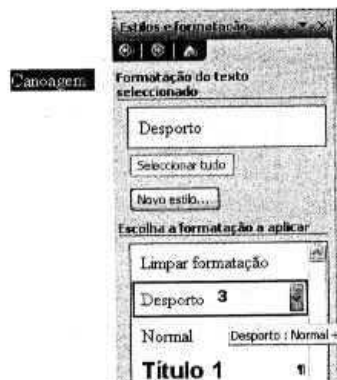 Estilos e formatação
Canoagem
Formatação do texto
seleccionado
Desporto
Seleccionar tudo
Novo estilo...
Escolha a formatação a aplicar
Limpar formatação
Desporto 3
Normal
Desporto : Normal +
Título 1 ¶